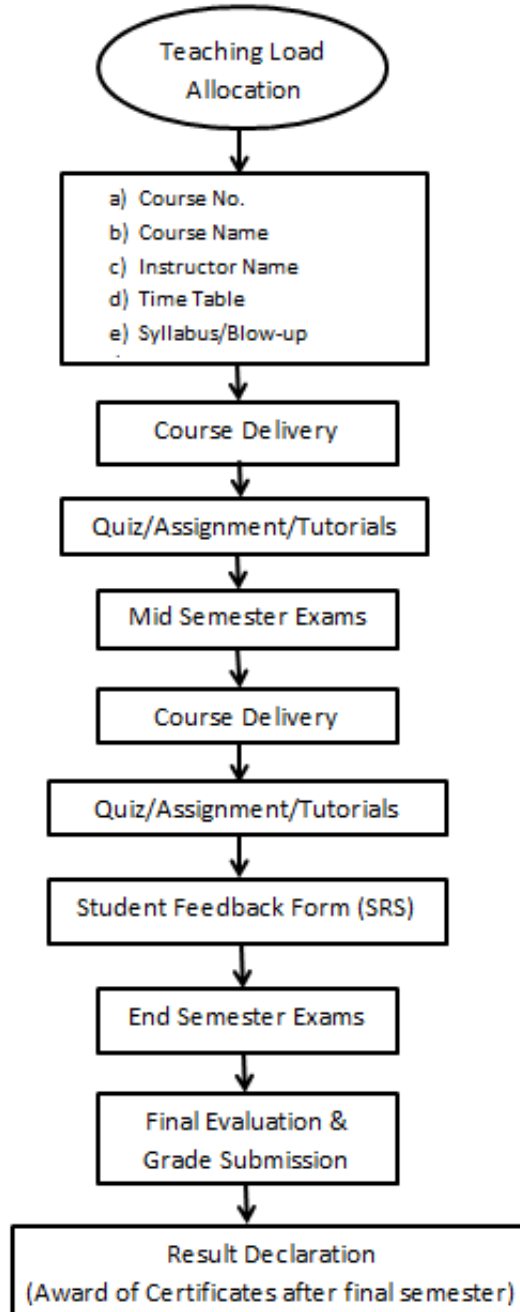 Teaching Load
Allocation
a) Course No.
b) Course Name
c) Instructor Name
d) Time Table
e) Syllabus/Blow-up
Course Delivery
Quiz/Assignment/Tutorials
Mid Semester Exams
Course Delivery
Quiz/Assignment/Tutorials
Student Feedback Form (SRS)
End Semester Exams
Final Evaluation &
Grade Submission
Result Declaration
(Award of Certificates after final semester)